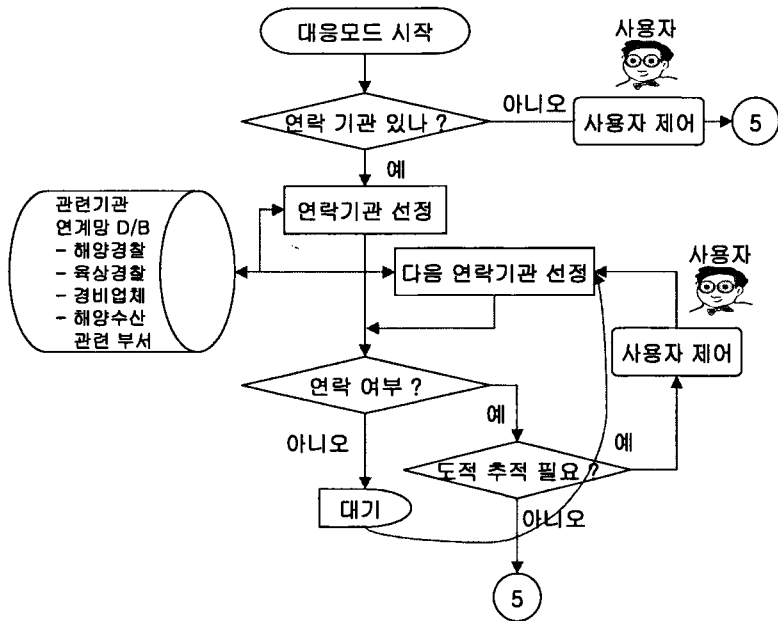 대응모드 시작
사용자
연락 기관 있나 ?
아니오
사용자 제어
5
예
관련기관
연계망 D/B
- 해양경찰
- 육상경찰
- 경비업체
- 해양수산
관련 부서
연락기관 선정
다음 연락기관 선정
사용자
사용자 제어
연락 여부 ?
예
아니오
도적 추적 필요 ?
예
대기
아니오
5